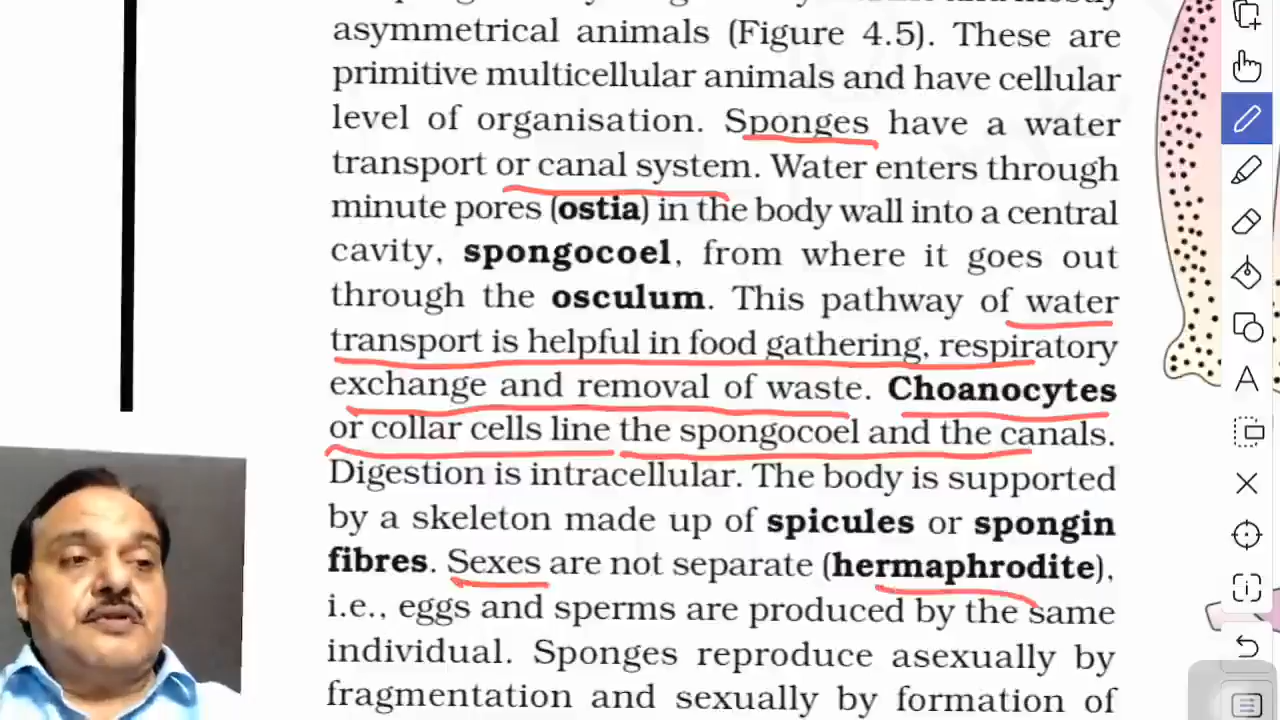 asymmetrical animals (Figure 4.5). These are
primitive multicellular animals and have cellular
level of organisation. Sponges have a water
transport or canal system. Water enters through
minute pores (ostia) in the body wall into a central
cavity, spongocoel, from where it goes out
through the osculum. This pathway of water
transport is helpful in food gathering, respiratory
exchange and removal of waste. Choanocytes
or collar cells line the spongocoel and the canals.
Digestion is intracellular. The body is supported
by a skeleton made up of spicules or spongin
fibres. Sexes are not separate (hermaphrodite),
i.e., eggs and sperms are produced by the same
individual. Sponges reproduce asexually by
fragmentation and sexually by formation of